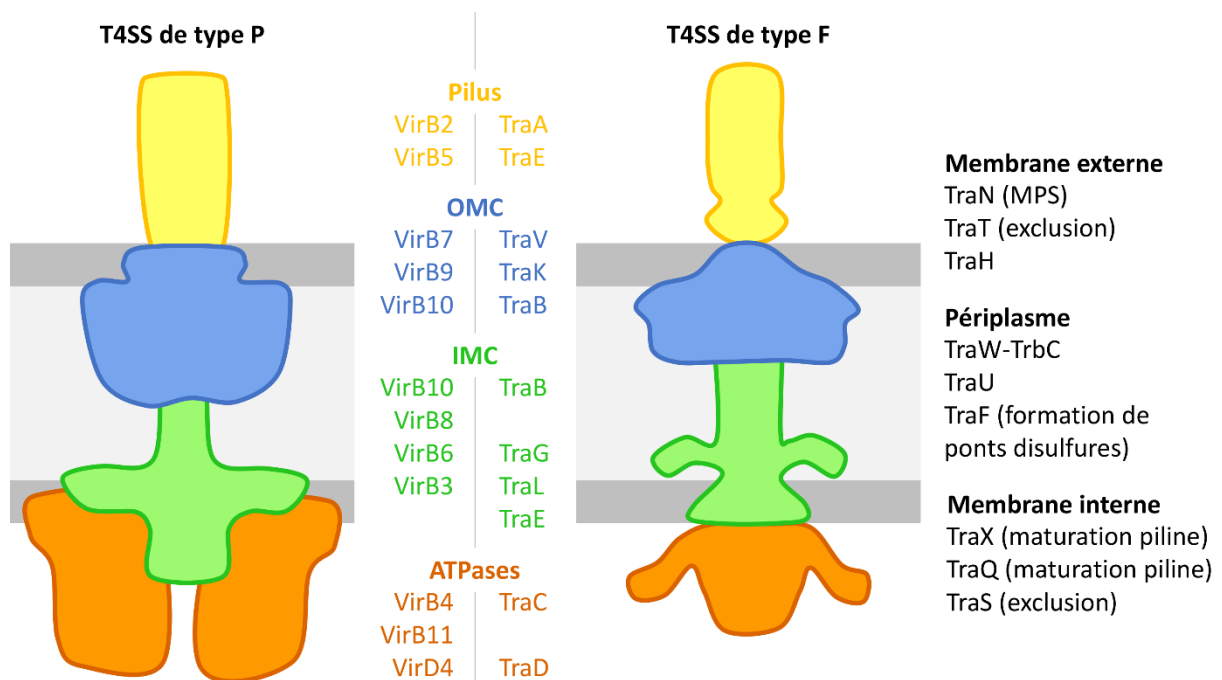 T4SS de type P
T4SS de type F
Pilus
VirB2 TraA
VirB5 TraE
OMC
VirB7 TraV
VirB9 TraK
VirB10 TraB
IMC
VirB10 TraB
VirB8
VirB6 TraG
VirB3 TraL
TraE
ATPases
VirB4 TraC
VirB11
VirD4 TraD
Membrane externe
TraN (MPS)
TraT (exclusion)
TraH
Périplasme
TraW-TrbC
TraU
TraF (formation de
ponts disulfures)
Membrane interne
TraX (maturation piline)
TraQ (maturation piline)
TraS (exclusion)